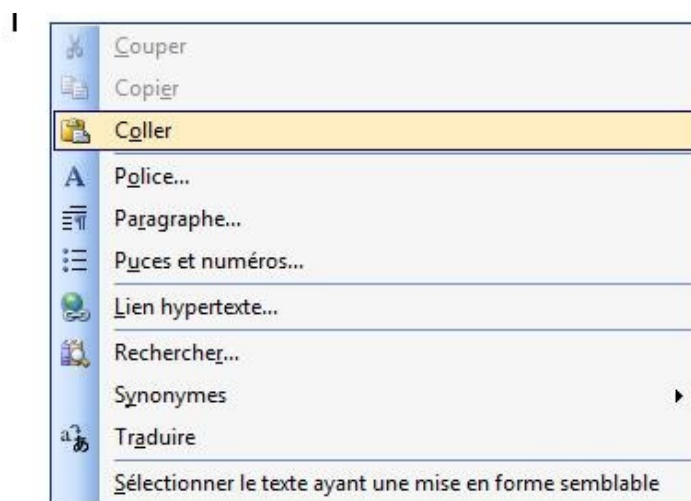 Couper
Copier
Coller
Police...
Paragraphe...
Puces et numéros...
Lien hypertexte...
Rechercher...
Synonymes
Traduire
Sélectionner le texte ayant une mise en forme semblable